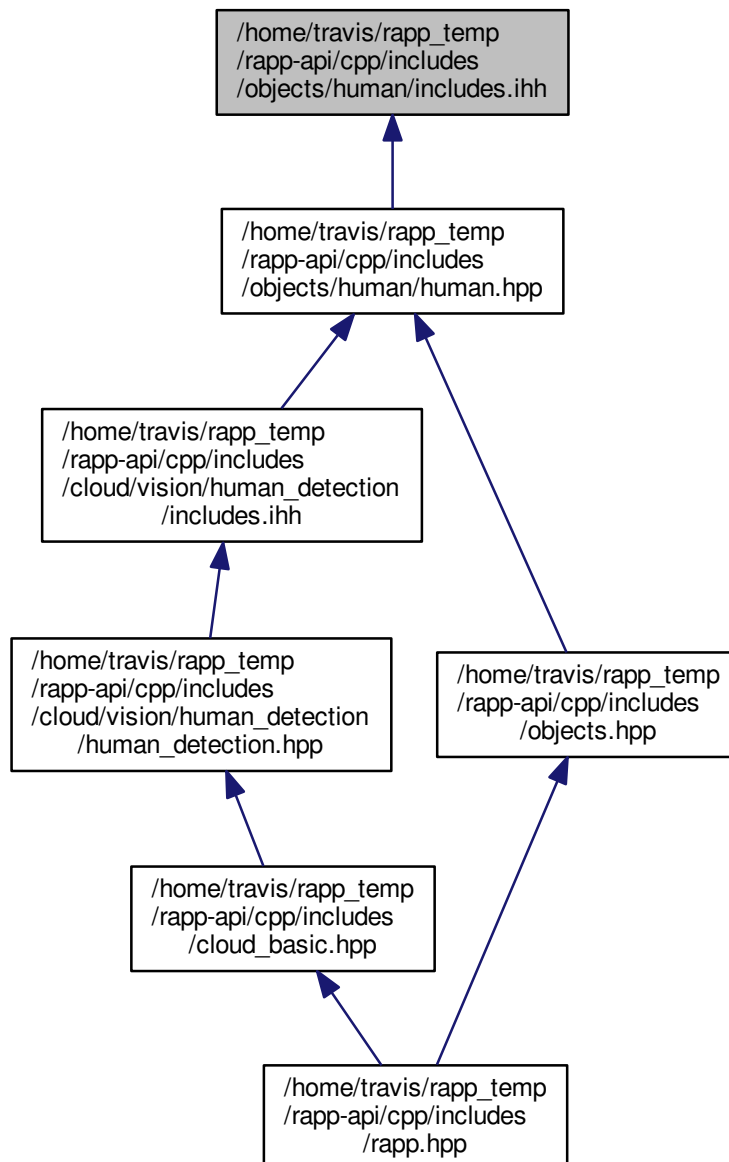 /home/travis/rapp_temp
/rapp-api/cpp/includes
/objects/human/includes.ihh
/home/travis/rapp_temp
/rapp-api/cpp/includes
/objects/human/human.hpp
/home/travis/rapp_temp
/rapp-api/cpp/includes
/cloud/vision/human_detection
/includes.ihh
/home/travis/rapp_temp
/rapp-api/cpp/includes
/cloud/vision/human_detection
/human_detection.hpp
/home/travis/rapp_temp
/rapp-api/cpp/includes
/objects.hpp
/home/travis/rapp_temp
/rapp-api/cpp/includes
/cloud_basic.hpp
/home/travis/rapp_temp
/rapp-api/cpp/includes
/rapp.hpp